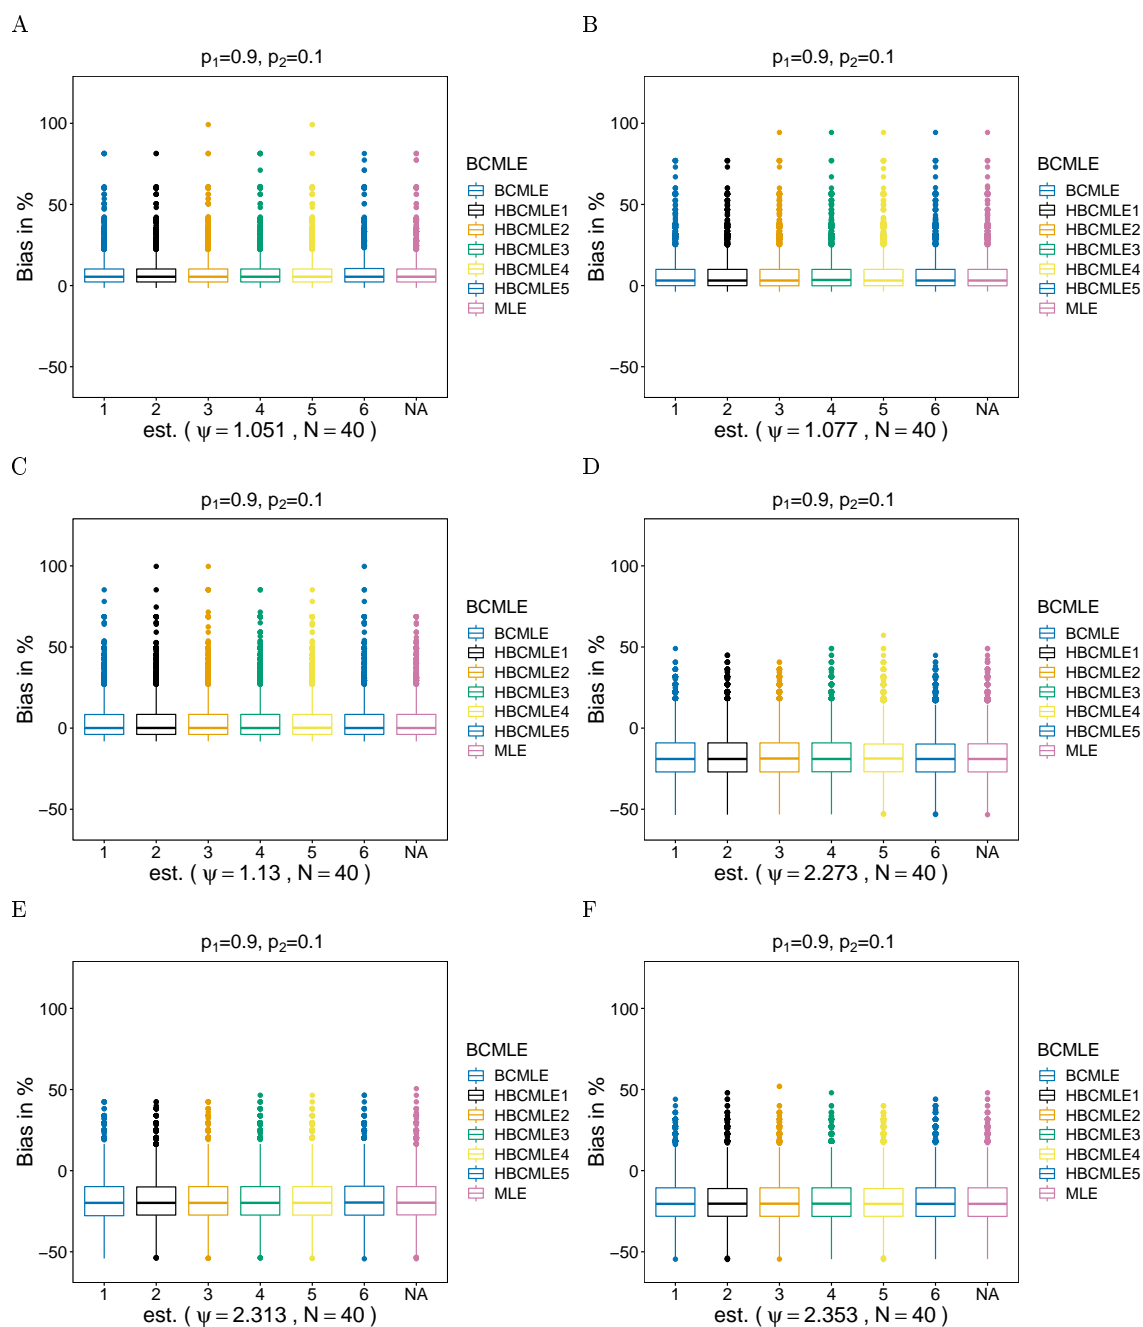 A
p₁=0.9, p₂=0.1
Bias in %
100
50
0
−50
1 2 3 4 5 6 NA
est. ( ψ = 1.051 , N = 40 )
BCMLE
BCMLE
HBCMLE1
HBCMLE2
HBCMLE3
HBCMLE4
HBCMLE5
MLE
B
p₁=0.9, p₂=0.1
Bias in %
100
50
0
−50
1 2 3 4 5 6 NA
est. ( ψ = 1.077 , N = 40 )
BCMLE
BCMLE
HBCMLE1
HBCMLE2
HBCMLE3
HBCMLE4
HBCMLE5
MLE
C
p₁=0.9, p₂=0.1
Bias in %
100
50
0
−50
1 2 3 4 5 6 NA
est. ( ψ = 1.13 , N = 40 )
BCMLE
BCMLE
HBCMLE1
HBCMLE2
HBCMLE3
HBCMLE4
HBCMLE5
MLE
D
p₁=0.9, p₂=0.1
Bias in %
100
50
0
−50
1 2 3 4 5 6 NA
est. ( ψ = 2.273 , N = 40 )
BCMLE
BCMLE
HBCMLE1
HBCMLE2
HBCMLE3
HBCMLE4
HBCMLE5
MLE
E
p₁=0.9, p₂=0.1
Bias in %
100
50
0
−50
1 2 3 4 5 6 NA
est. ( ψ = 2.313 , N = 40 )
BCMLE
BCMLE
HBCMLE1
HBCMLE2
HBCMLE3
HBCMLE4
HBCMLE5
MLE
F
p₁=0.9, p₂=0.1
Bias in %
100
50
0
−50
1 2 3 4 5 6 NA
est. ( ψ = 2.353 , N = 40 )
BCMLE
BCMLE
HBCMLE1
HBCMLE2
HBCMLE3
HBCMLE4
HBCMLE5
MLE